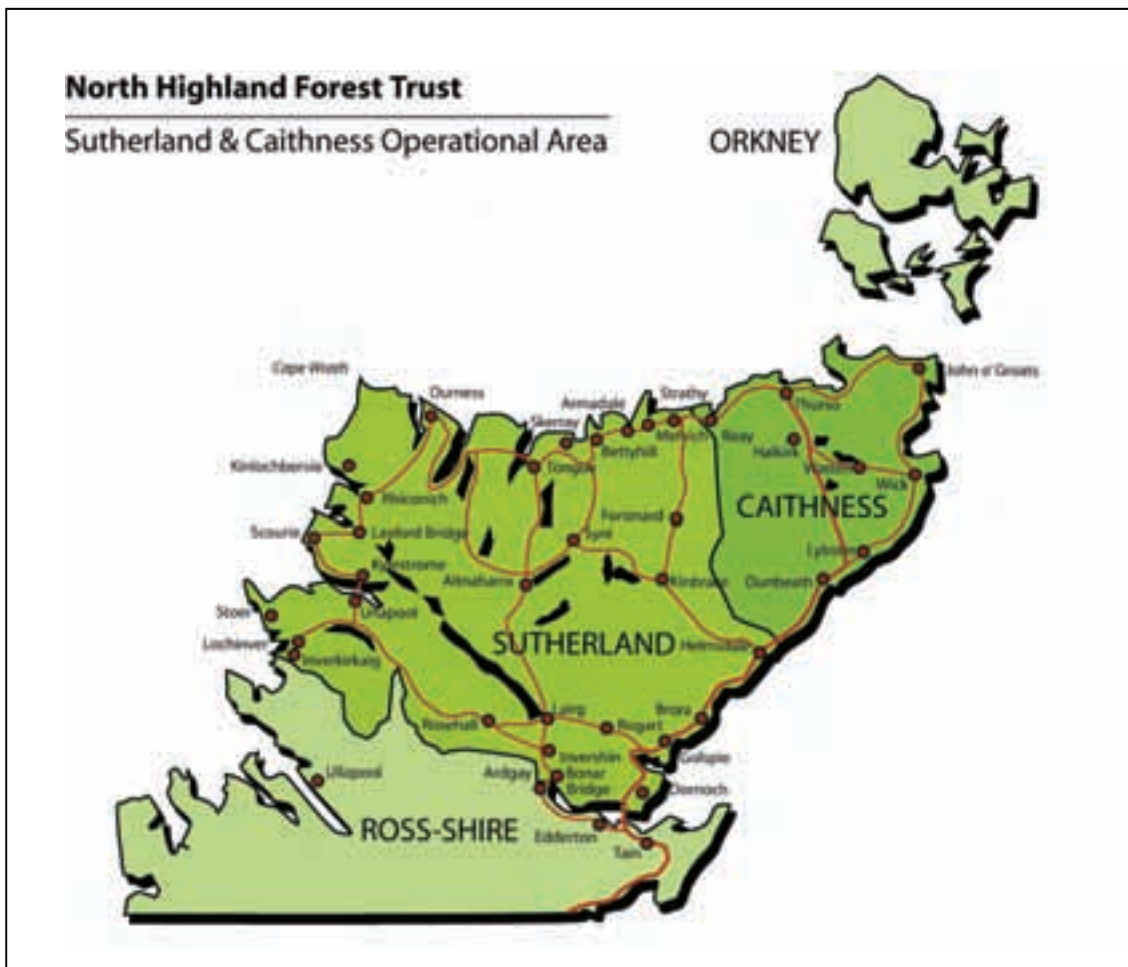 North Highland Forest Trust
Sutherland & Caithness Operational Area
ORKNEY
Cape Wrath
Durness
Armadale
Strathy
John o' Groats
Thurso
Skerray
Melvich
Reay
Bettyhill
Halkirk
Kinlochbervie
Tongue
Watten
Wick
Rhiconich
CAITHNESS
Forsinard
Scourie
Laxford Bridge
Syre
Lybster
Kylestrome
Altnaharra
Kinbrace
Dunbeath
Stoer
Unapool
SUTHERLAND
Lochinver
Helmsdale
Inverkirkaig
Lairg
Brora
Rosehall
Rogart
Invershin
Golspie
Ullapool
Ardgay
Bonar
Bridge
Dornoch
ROSS-SHIRE
Edderton
Tain